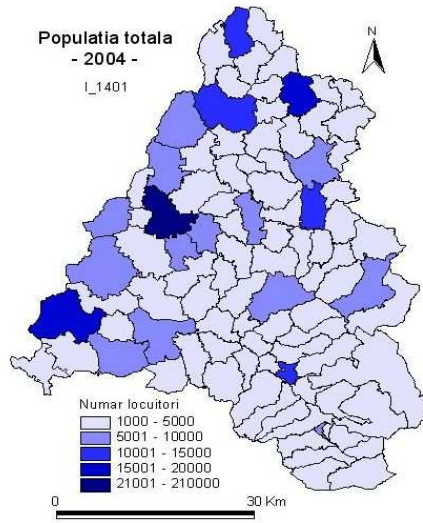 Populatia totala
- 2004 -
I_1401
N
Numar locuitori
1000 - 5000
5001 - 10000
10001 - 15000
15001 - 20000
21001 - 210000
0 30 Km